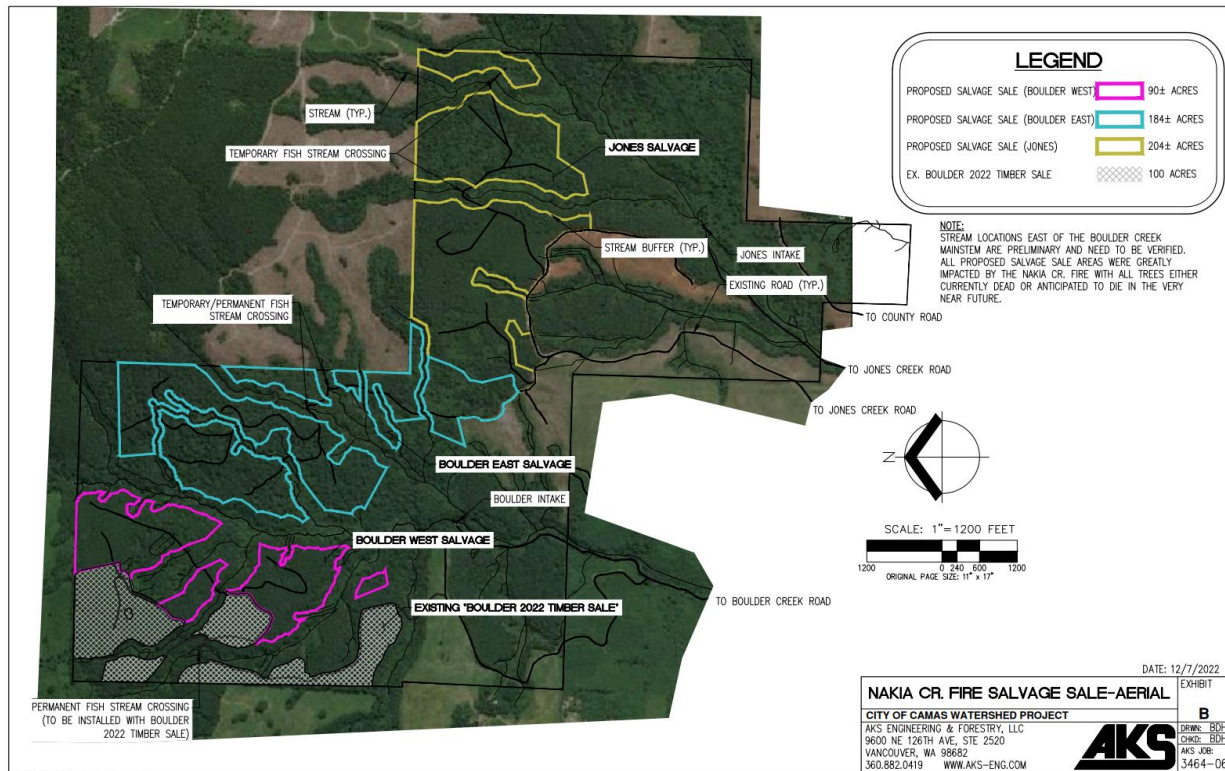 LEGEND
PROPOSED SALVAGE SALE (BOULDER WEST) 90± ACRES
PROPOSED SALVAGE SALE (BOULDER EAST) 184± ACRES
PROPOSED SALVAGE SALE (JONES) 204± ACRES
EX. BOULDER 2022 TIMBER SALE 100 ACRES
NOTE:
STREAM LOCATIONS EAST OF THE BOULDER CREEK
MAINSTEM ARE PRELIMINARY AND NEED TO BE VERIFIED.
ALL PROPOSED SALVAGE SALE AREAS WERE GREATLY
IMPACTED BY THE NAKIA CR. FIRE WITH ALL TREES EITHER
CURRENTLY DEAD OR ANTICIPATED TO DIE IN THE VERY
NEAR FUTURE.
STREAM (TYP.)
TEMPORARY FISH STREAM CROSSING
JONES SALVAGE
STREAM BUFFER (TYP.)
JONES INTAKE
EXISTING ROAD (TYP.)
TEMPORARY/PERMANENT FISH
STREAM CROSSING
TO COUNTY ROAD
TO JONES CREEK ROAD
TO JONES CREEK ROAD
BOULDER EAST SALVAGE
BOULDER INTAKE
BOULDER WEST SALVAGE
EXISTING "BOULDER 2022 TIMBER SALE"
TO BOULDER CREEK ROAD
PERMANENT FISH STREAM CROSSING
(TO BE INSTALLED WITH BOULDER
2022 TIMBER SALE)
N
SCALE: 1"=1200 FEET
1200 0 240 600 1200
ORIGINAL PAGE SIZE: 11" x 17"
DATE: 12/7/2022
NAKIA CR. FIRE SALVAGE SALE-AERIAL
CITY OF CAMAS WATERSHED PROJECT
AKS ENGINEERING & FORESTRY, LLC
9600 NE 126TH AVE, STE 2520
VANCOUVER, WA 98682
360.882.0419 WWW.AKS-ENG.COM
AKS
EXHIBIT
B
DRWN: BDH
CHKD: BDH
AKS JOB:
3464-06